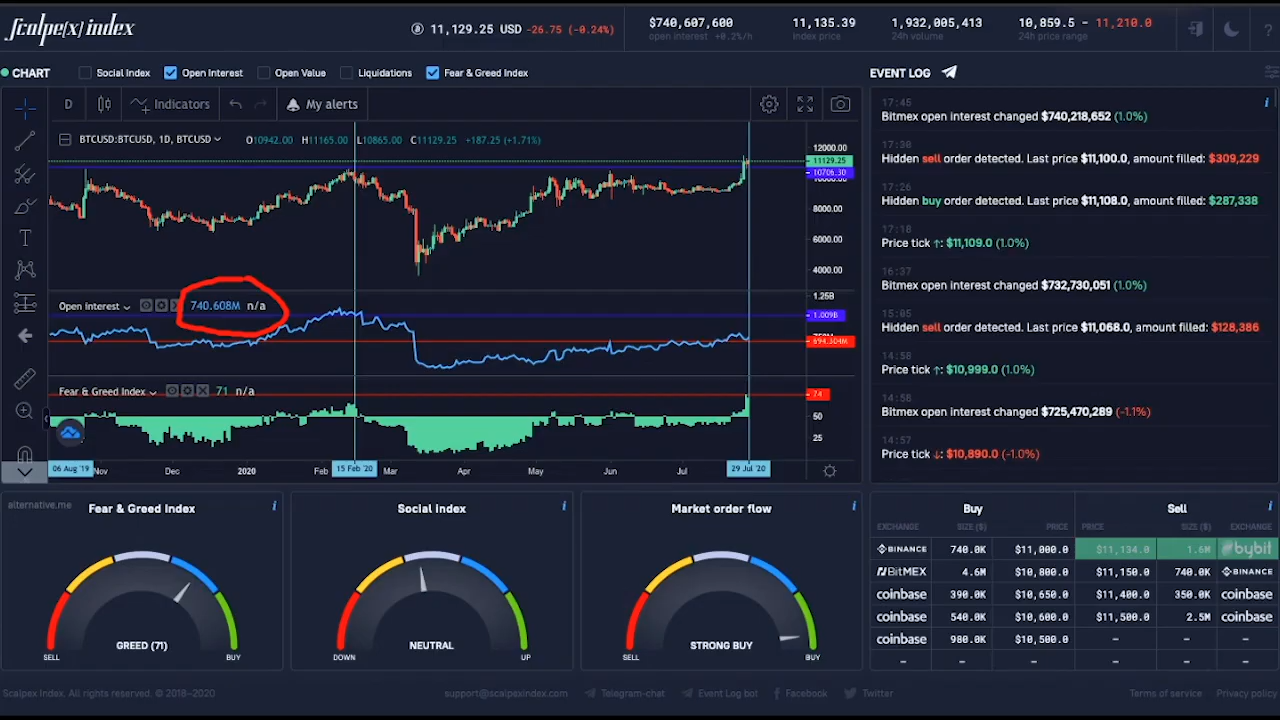 Scalpe(x) index
11,129.25 USD -26.75 (-0.24%)
$740,607,600
open interest +0.2%/h
11,135.39
index price
1,932,005,413
24h volume
10,859.5 - 11,210.0
24h price range
?
CHART
Social Index
Open Interest
Open Value
Liquidations
Fear & Greed Index
D
Indicators
My alerts
BTCUSD:BTCUSD, 1D, BTCUSD
O10942.00 H11165.00 L10865.00 C11129.25 +187.25 (+1.71%)
12000.00
11129.25
10706.30
8000.00
6000.00
4000.00
T
Open Interest
740.608M n/a
1.25B
1.009B
694.304M
Fear & Greed Index
71 n/a
74
50
25
06 Aug '19
Nov
Dec
2020
Feb
15 Feb '20
Mar
Apr
May
Jun
Jul
29 Jul '20
EVENT LOG
17:45
Bitmex open interest changed $740,218,652 (1.0%)
17:38
Hidden sell order detected. Last price $11,100.0, amount filled: $309,229
17:26
Hidden buy order detected. Last price $11,108.0, amount filled: $287,338
17:18
Price tick ↑: $11,109.0 (1.0%)
16:37
Bitmex open interest changed $732,730,051 (1.0%)
15:05
Hidden sell order detected. Last price $11,068.0, amount filled: $128,386
14:58
Price tick ↑: $10,999.0 (1.0%)
14:58
Bitmex open interest changed $725,470,289 (-1.1%)
14:57
Price tick ↓: $10,890.0 (-1.0%)
alternative.me
Fear & Greed Index
i
SELL
GREED (71)
BUY
Social index
i
DOWN
NEUTRAL
UP
Market order flow
i
SELL
STRONG BUY
BUY
Buy
Sell
i
EXCHANGE SIZE ($) PRICE PRICE SIZE ($) EXCHANGE
BINANCE 740.0K $11,000.0 $11,134.0 1.6M bybit
BitMEX 4.6M $10,800.0 $11,150.0 740.0K BINANCE
coinbase 390.0K $10,650.0 $11,400.0 350.0K coinbase
coinbase 540.0K $10,600.0 $11,500.0 2.5M coinbase
coinbase 980.0K $10,500.0 – – –
– – – – – –
Scalpex Index. All rights reserved. © 2018–2020
support@scalpexindex.com
Telegram-chat
Event Log bot
Facebook
Twitter
Terms of service
Privacy policy